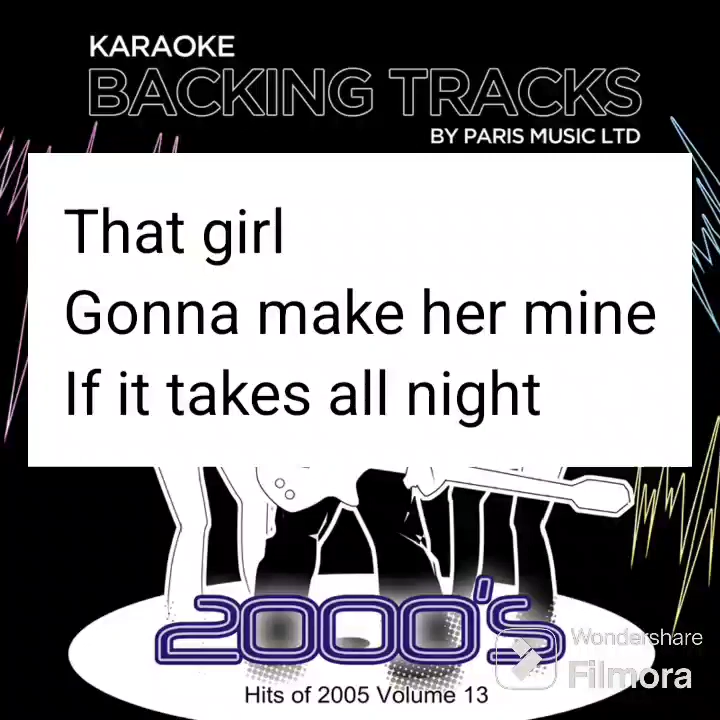 KARAOKE
BACKING TRACKS
BY PARIS MUSIC LTD
That girl
Gonna make her mine
If it takes all night
2000's
Hits of 2005 Volume 13
Wondershare
Filmora